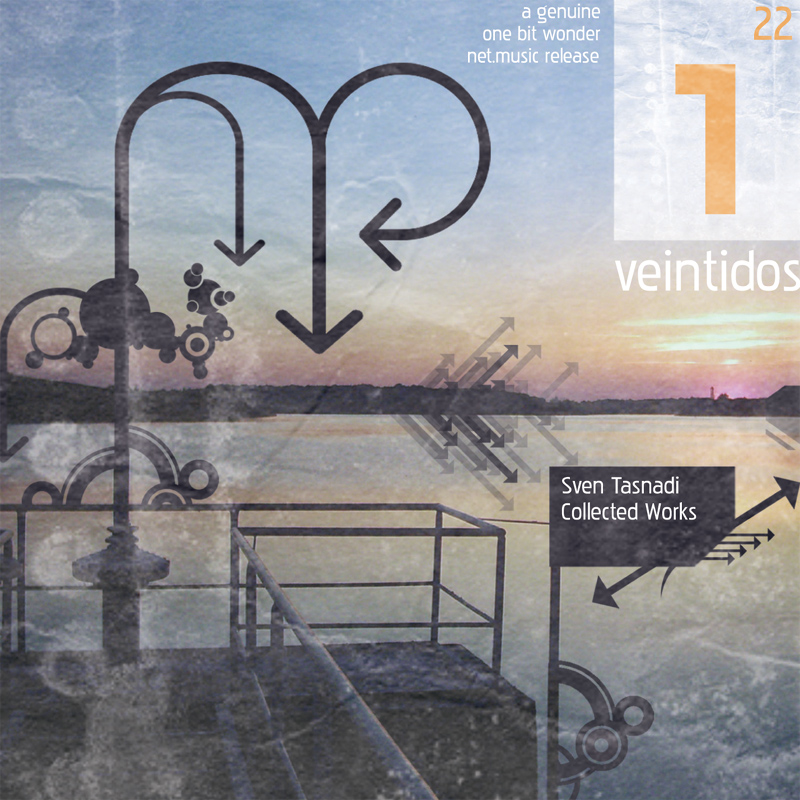 a genuine
one bit wonder
net.music release
22
1
veintidos
Sven Tasnadi
Collected Works